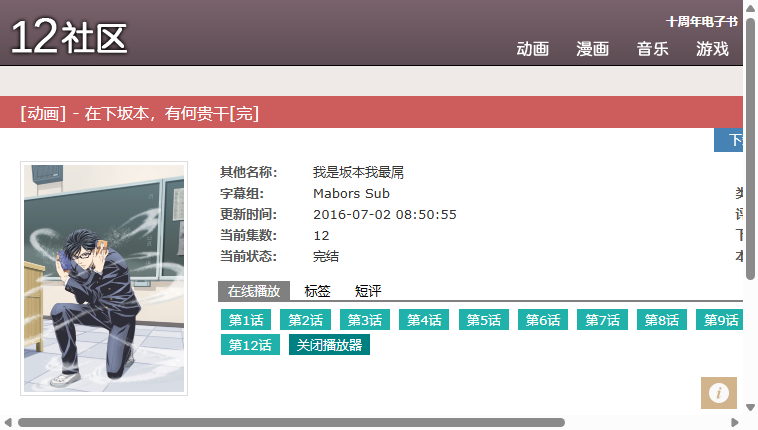 12社区
十周年电子书
动画 漫画 音乐 游戏
[动画] - 在下坂本，有何贵干[完]
其他名称： 我是坂本我最屌
字幕组： Mabors Sub
更新时间： 2016-07-02 08:50:55
当前集数： 12
当前状态： 完结
在线播放 标签 短评
第1话 第2话 第3话 第4话 第5话 第6话 第7话 第8话 第9话
第12话 关闭播放器